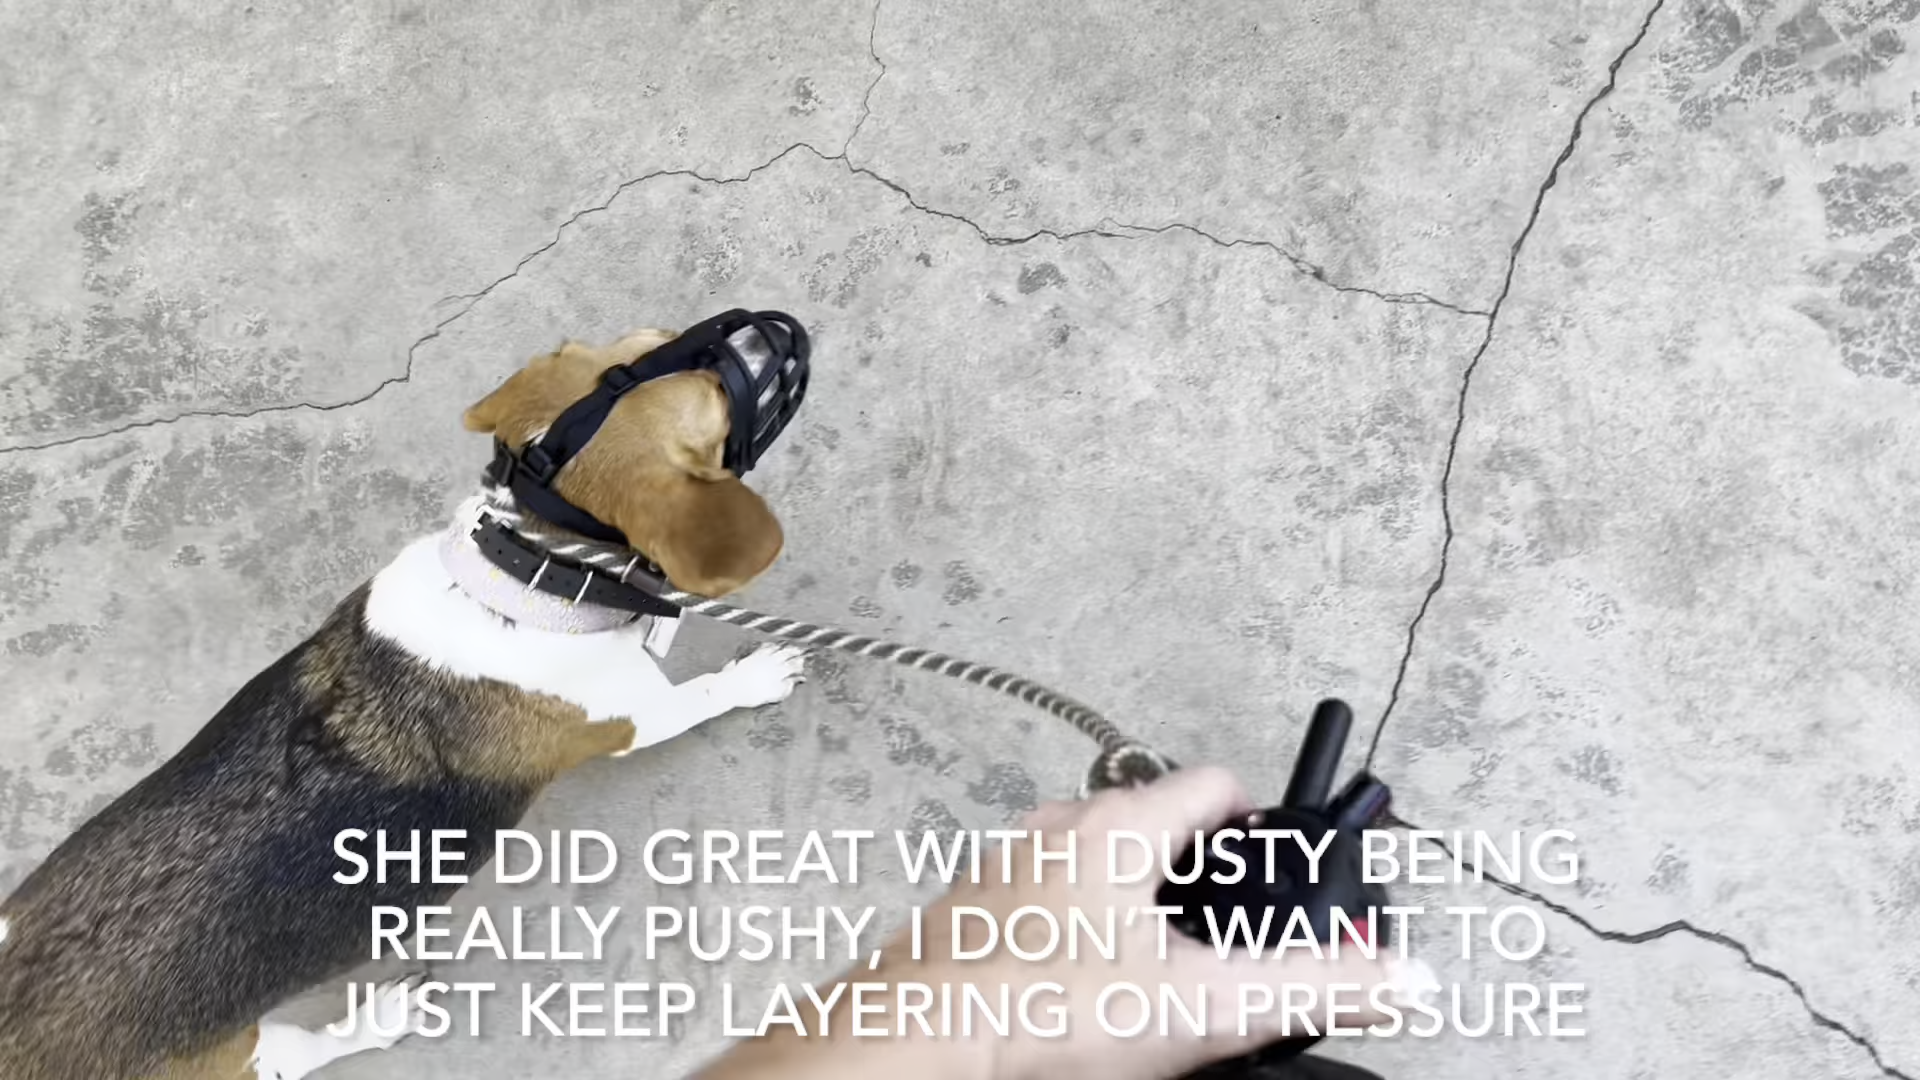 SHE DID GREAT WITH DUSTY BEING
REALLY PUSHY, I DON’T WANT TO
JUST KEEP LAYERING ON PRESSURE